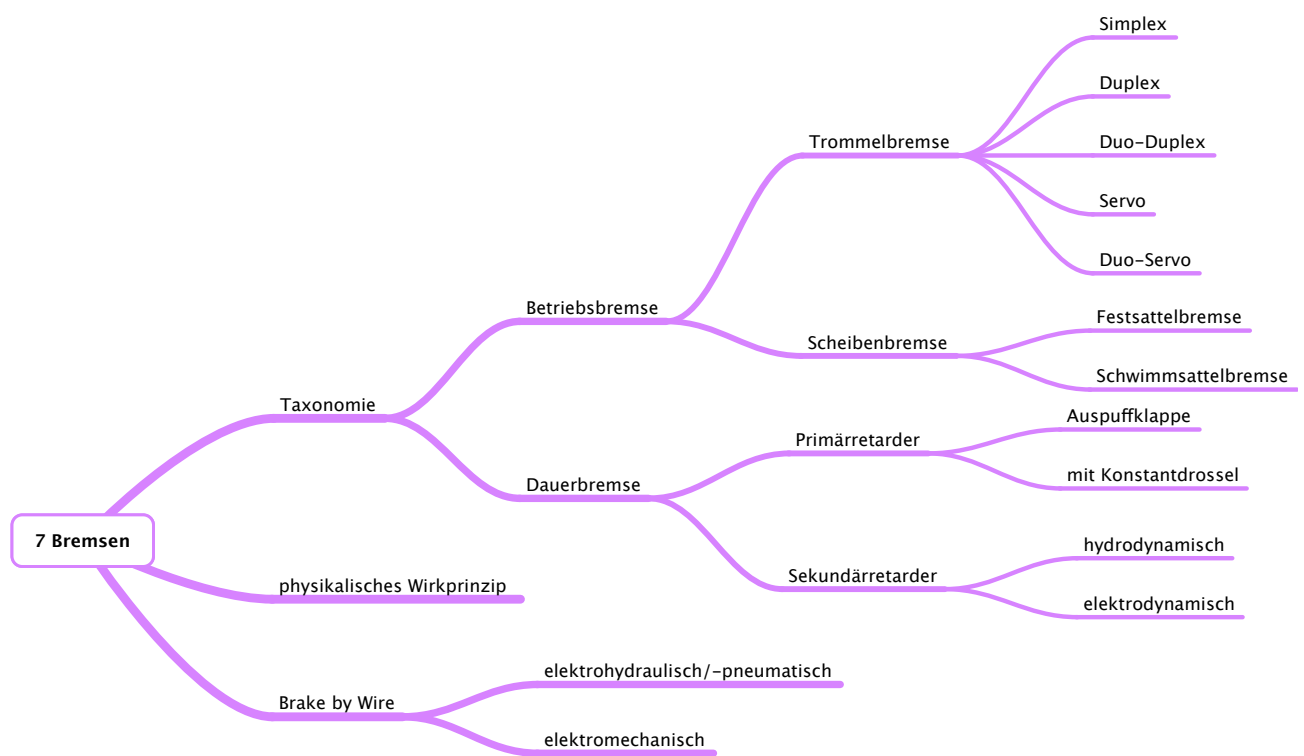 Simplex
Duplex
Trommelbremse
Duo-Duplex
Servo
Duo-Servo
Betriebsbremse
Festsattelbremse
Scheibenbremse
Schwimmsattelbremse
Taxonomie
Auspuffklappe
Primärretarder
mit Konstantdrossel
Dauerbremse
7 Bremsen
hydrodynamisch
Sekundärretarder
elektrodynamisch
physikalisches Wirkprinzip
elektrohydraulisch/-pneumatisch
Brake by Wire
elektromechanisch